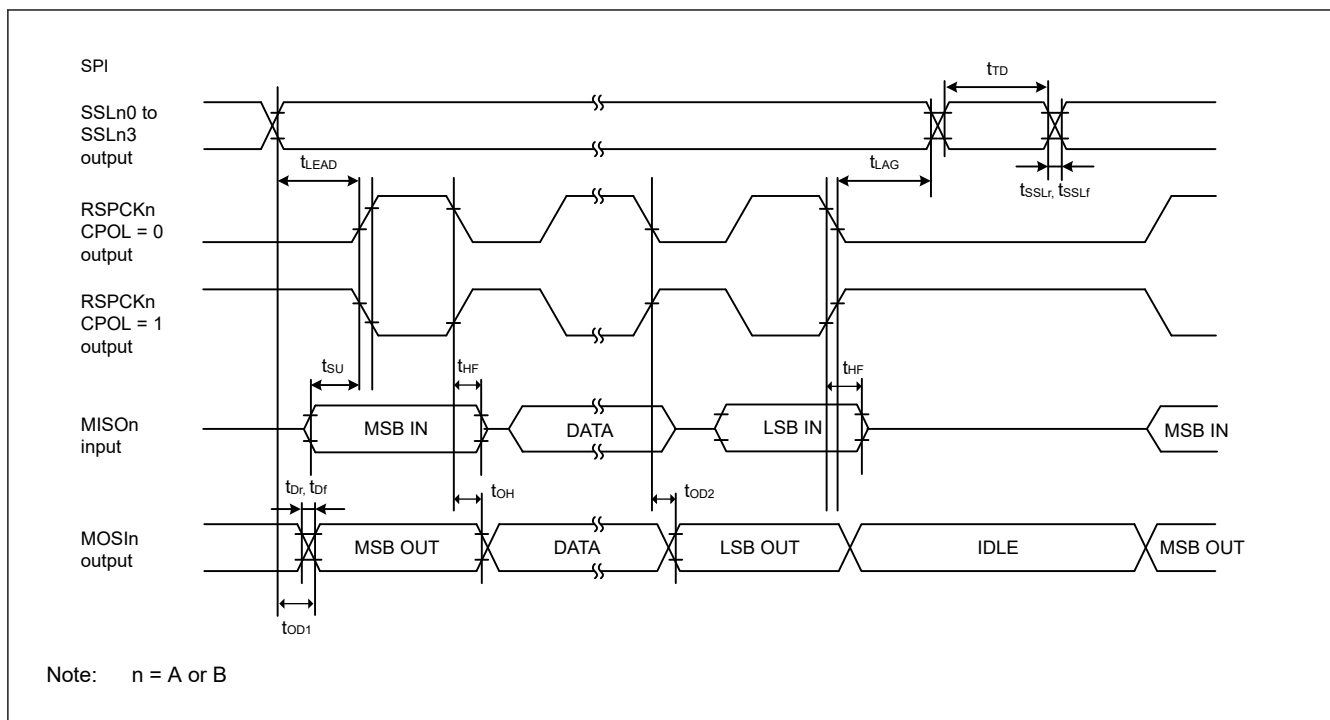 SPI
tTD
SSLn0 to
SSLn3
output
tLEAD
tLAG
tSSLr, tSSLf
RSPCKn
CPOL = 0
output
RSPCKn
CPOL = 1
output
tSU
tHF
tHF
MISOn
input
MSB IN
DATA
LSB IN
MSB IN
tDr, tDf
tOH
tOD2
MOSIn
output
MSB OUT
DATA
LSB OUT
IDLE
MSB OUT
tOD1
Note: n = A or B